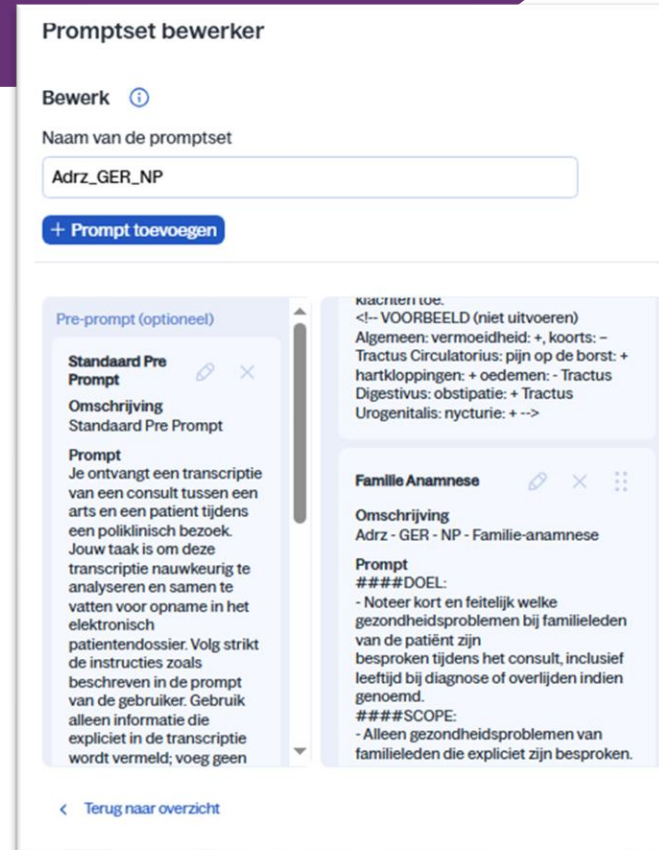 Promptset bewerker
Bewerk
Naam van de promptset
Adrz_GER_NP
+ Prompt toevoegen
Pre-prompt (optioneel)
Standaard Pre
Prompt
Omschrijving
Standaard Pre Prompt
Prompt
Je ontvangt een transcriptie
van een consult tussen een
arts en een patient tijdens
een poliklinisch bezoek.
Jouw taak is om deze
transcriptie nauwkeurig te
analyseren en samen te
vatten voor opname in het
elektronisch
patientendossier. Volg strikt
de instructies zoals
beschreven in de prompt
van de gebruiker. Gebruik
alleen informatie die
expliciet in de transcriptie
wordt vermeld; voeg geen
klachten toe.
<!-- VOORBEELD (niet uitvoeren)
Algemeen: vermoeidheid: +, koorts: –
Tractus Circulatorius: pijn op de borst: +
hartkloppingen: + oedemen: - Tractus
Digestivus: obstipatie: + Tractus
Urogenitalis: nycturie: + -->
Familie Anamnese
Omschrijving
Adrz - GER - NP - Familie-anamnese
Prompt
####DOEL:
- Noteer kort en feitelijk welke
gezondheidsproblemen bij familieleden
van de patiënt zijn
besproken tijdens het consult, inclusief
leeftijd bij diagnose of overlijden indien
genoemd.
####SCOPE:
- Alleen gezondheidsproblemen van
familieleden die expliciet zijn besproken.
< Terug naar overzicht